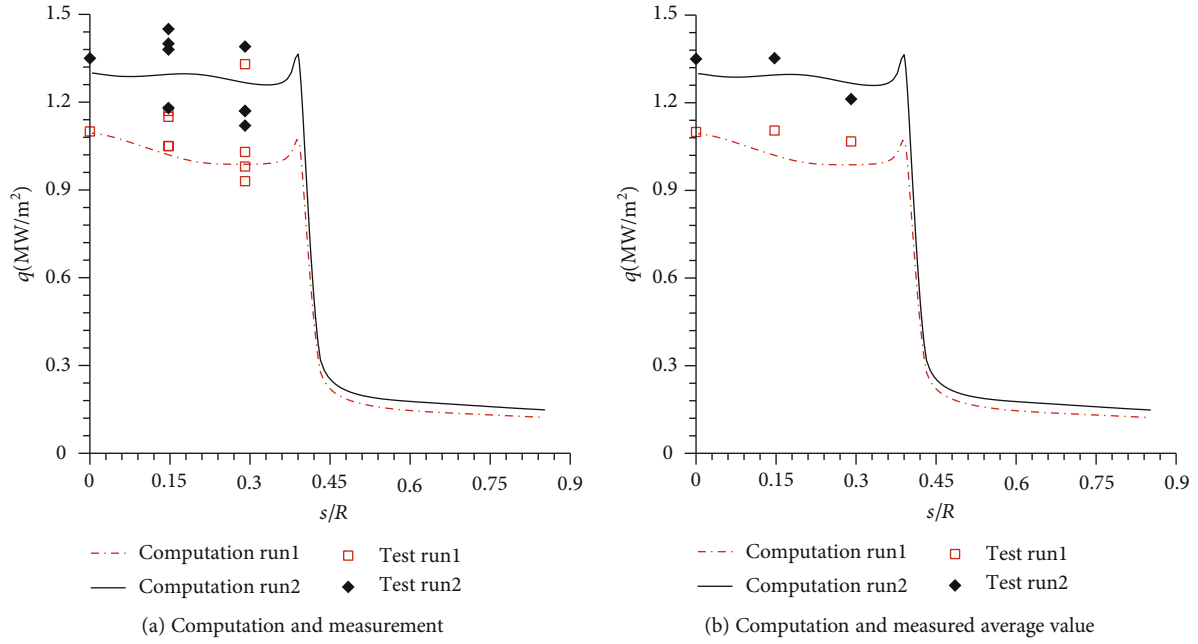 1.5
1.2
0.9
0.6
0.3
0
q(MW/m²)
0 0.15 0.3 0.45 0.6 0.75 0.9
s/R
Computation run1
Computation run2
Test run1
Test run2
(a) Computation and measurement
1.5
1.2
0.9
0.6
0.3
0
q(MW/m²)
0 0.15 0.3 0.45 0.6 0.75 0.9
s/R
Computation run1
Computation run2
Test run1
Test run2
(b) Computation and measured average value